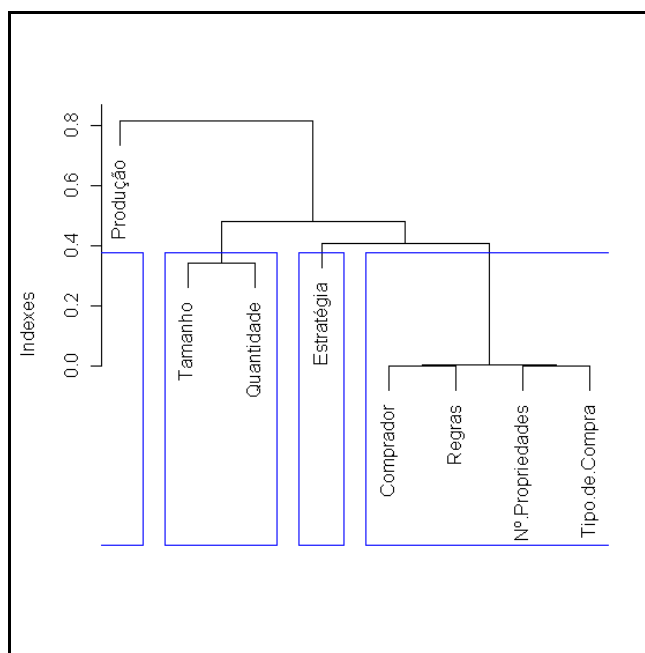 Indexes
0.8
0.6
0.4
0.2
0.0
Produção
Tamanho
Quantidade
Estratégia
Comprador
Regras
Nº.Propriedades
Tipo.de.Compra